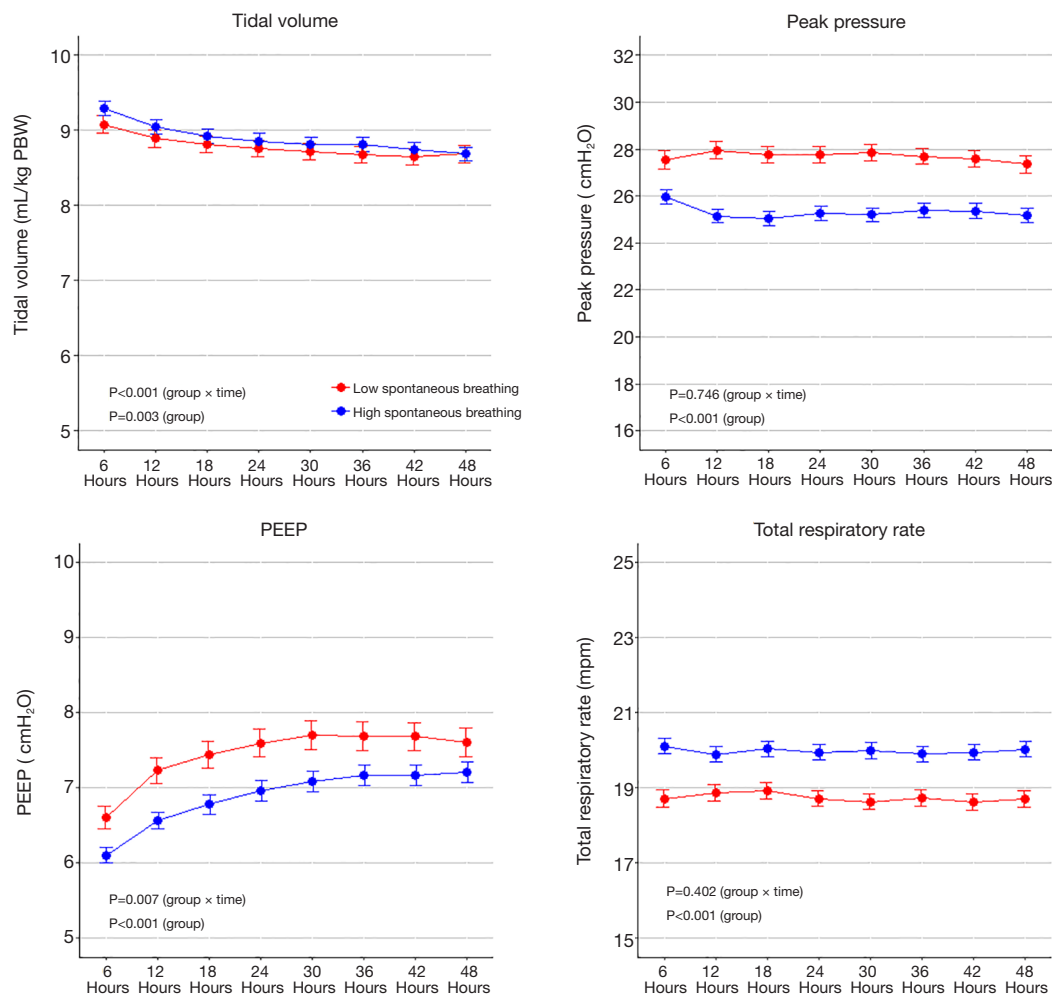 Tidal volume
Tidal volume (mL/kg PBW)
10
9
8
7
6
5
P<0.001 (group × time)
P=0.003 (group)
Low spontaneous breathing
High spontaneous breathing
6 12 18 24 30 36 42 48
Hours Hours Hours Hours Hours Hours Hours Hours
Peak pressure
Peak pressure ( cmH₂O)
32
30
28
26
24
22
20
18
16
P=0.746 (group × time)
P<0.001 (group)
6 12 18 24 30 36 42 48
Hours Hours Hours Hours Hours Hours Hours Hours
PEEP
PEEP ( cmH₂O)
10
9
8
7
6
5
P=0.007 (group × time)
P<0.001 (group)
6 12 18 24 30 36 42 48
Hours Hours Hours Hours Hours Hours Hours Hours
Total respiratory rate
Total respiratory rate (mpm)
25
23
20
19
17
15
P=0.402 (group × time)
P<0.001 (group)
6 12 18 24 30 36 42 48
Hours Hours Hours Hours Hours Hours Hours Hours